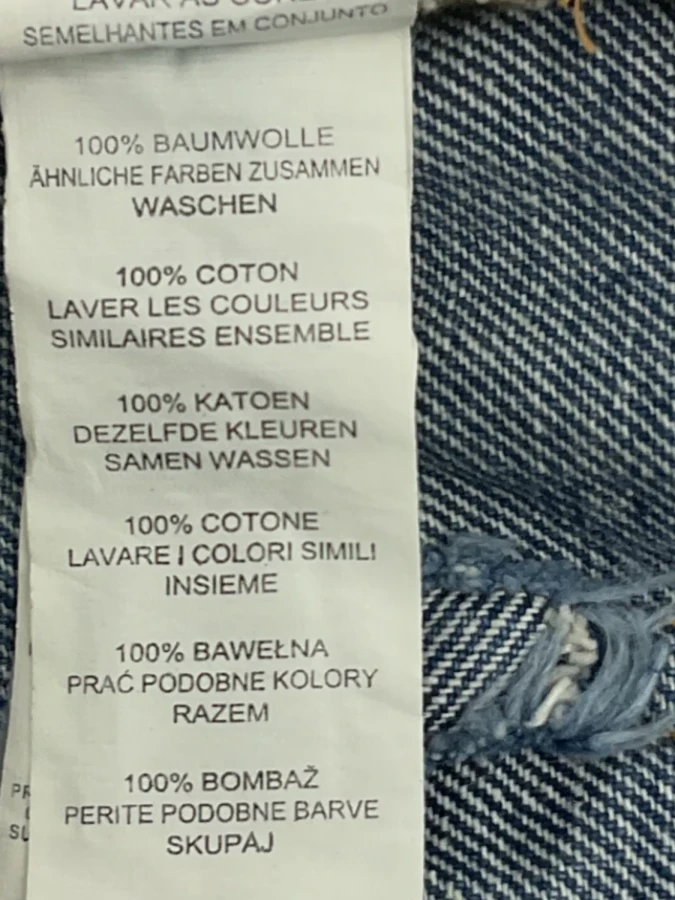 LAVAR AS
SEMELHANTES EM CONJUNTO
100% BAUMWOLLE
ÄHNLICHE FARBEN ZUSAMMEN
WASCHEN
100% COTON
LAVER LES COULEURS
SIMILAIRES ENSEMBLE
100% KATOEN
DEZELFDE KLEUREN
SAMEN WASSEN
100% COTONE
LAVARE I COLORI SIMILI
INSIEME
100% BAWEŁNA
PRAĆ PODOBNE KOLORY
RAZEM
100% BOMBAŽ
PERITE PODOBNE BARVE
SKUPAJ